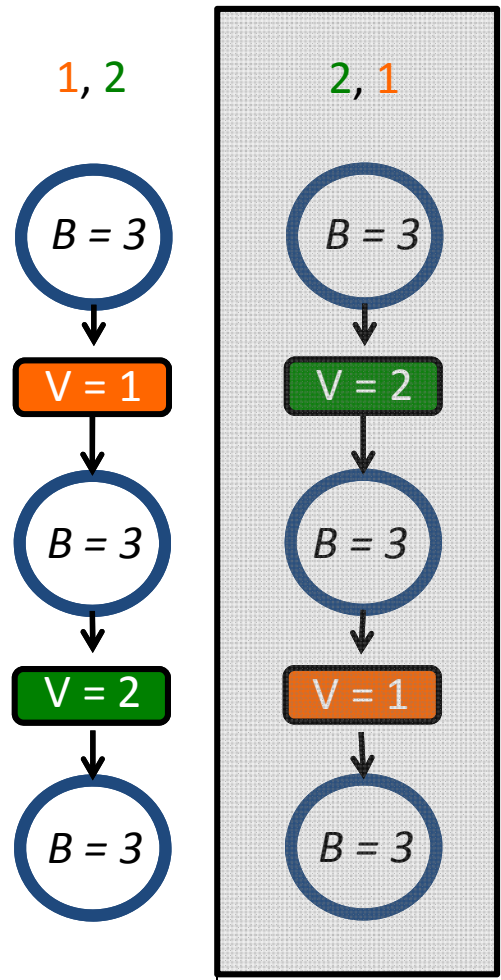 1, 2
B = 3
V = 1
B = 3
V = 2
B = 3
2, 1
B = 3
V = 2
B = 3
V = 1
B = 3